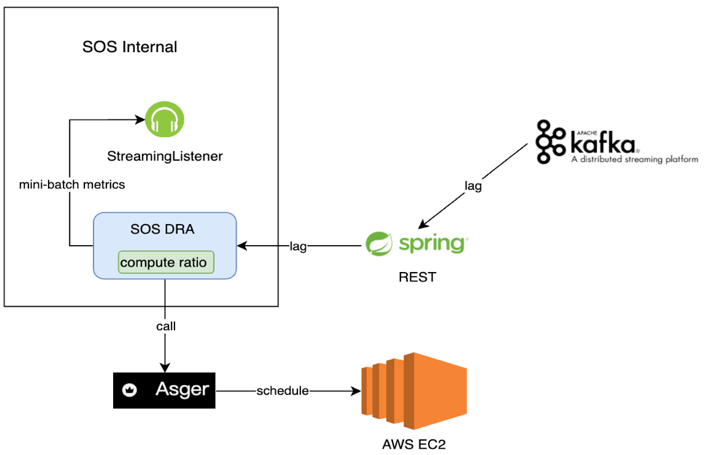 SOS Internal
StreamingListener
mini-batch metrics
SOS DRA
compute ratio
call
Asger
schedule
AWS EC2
lag
spring
REST
lag
APACHE
kafka
A distributed streaming platform